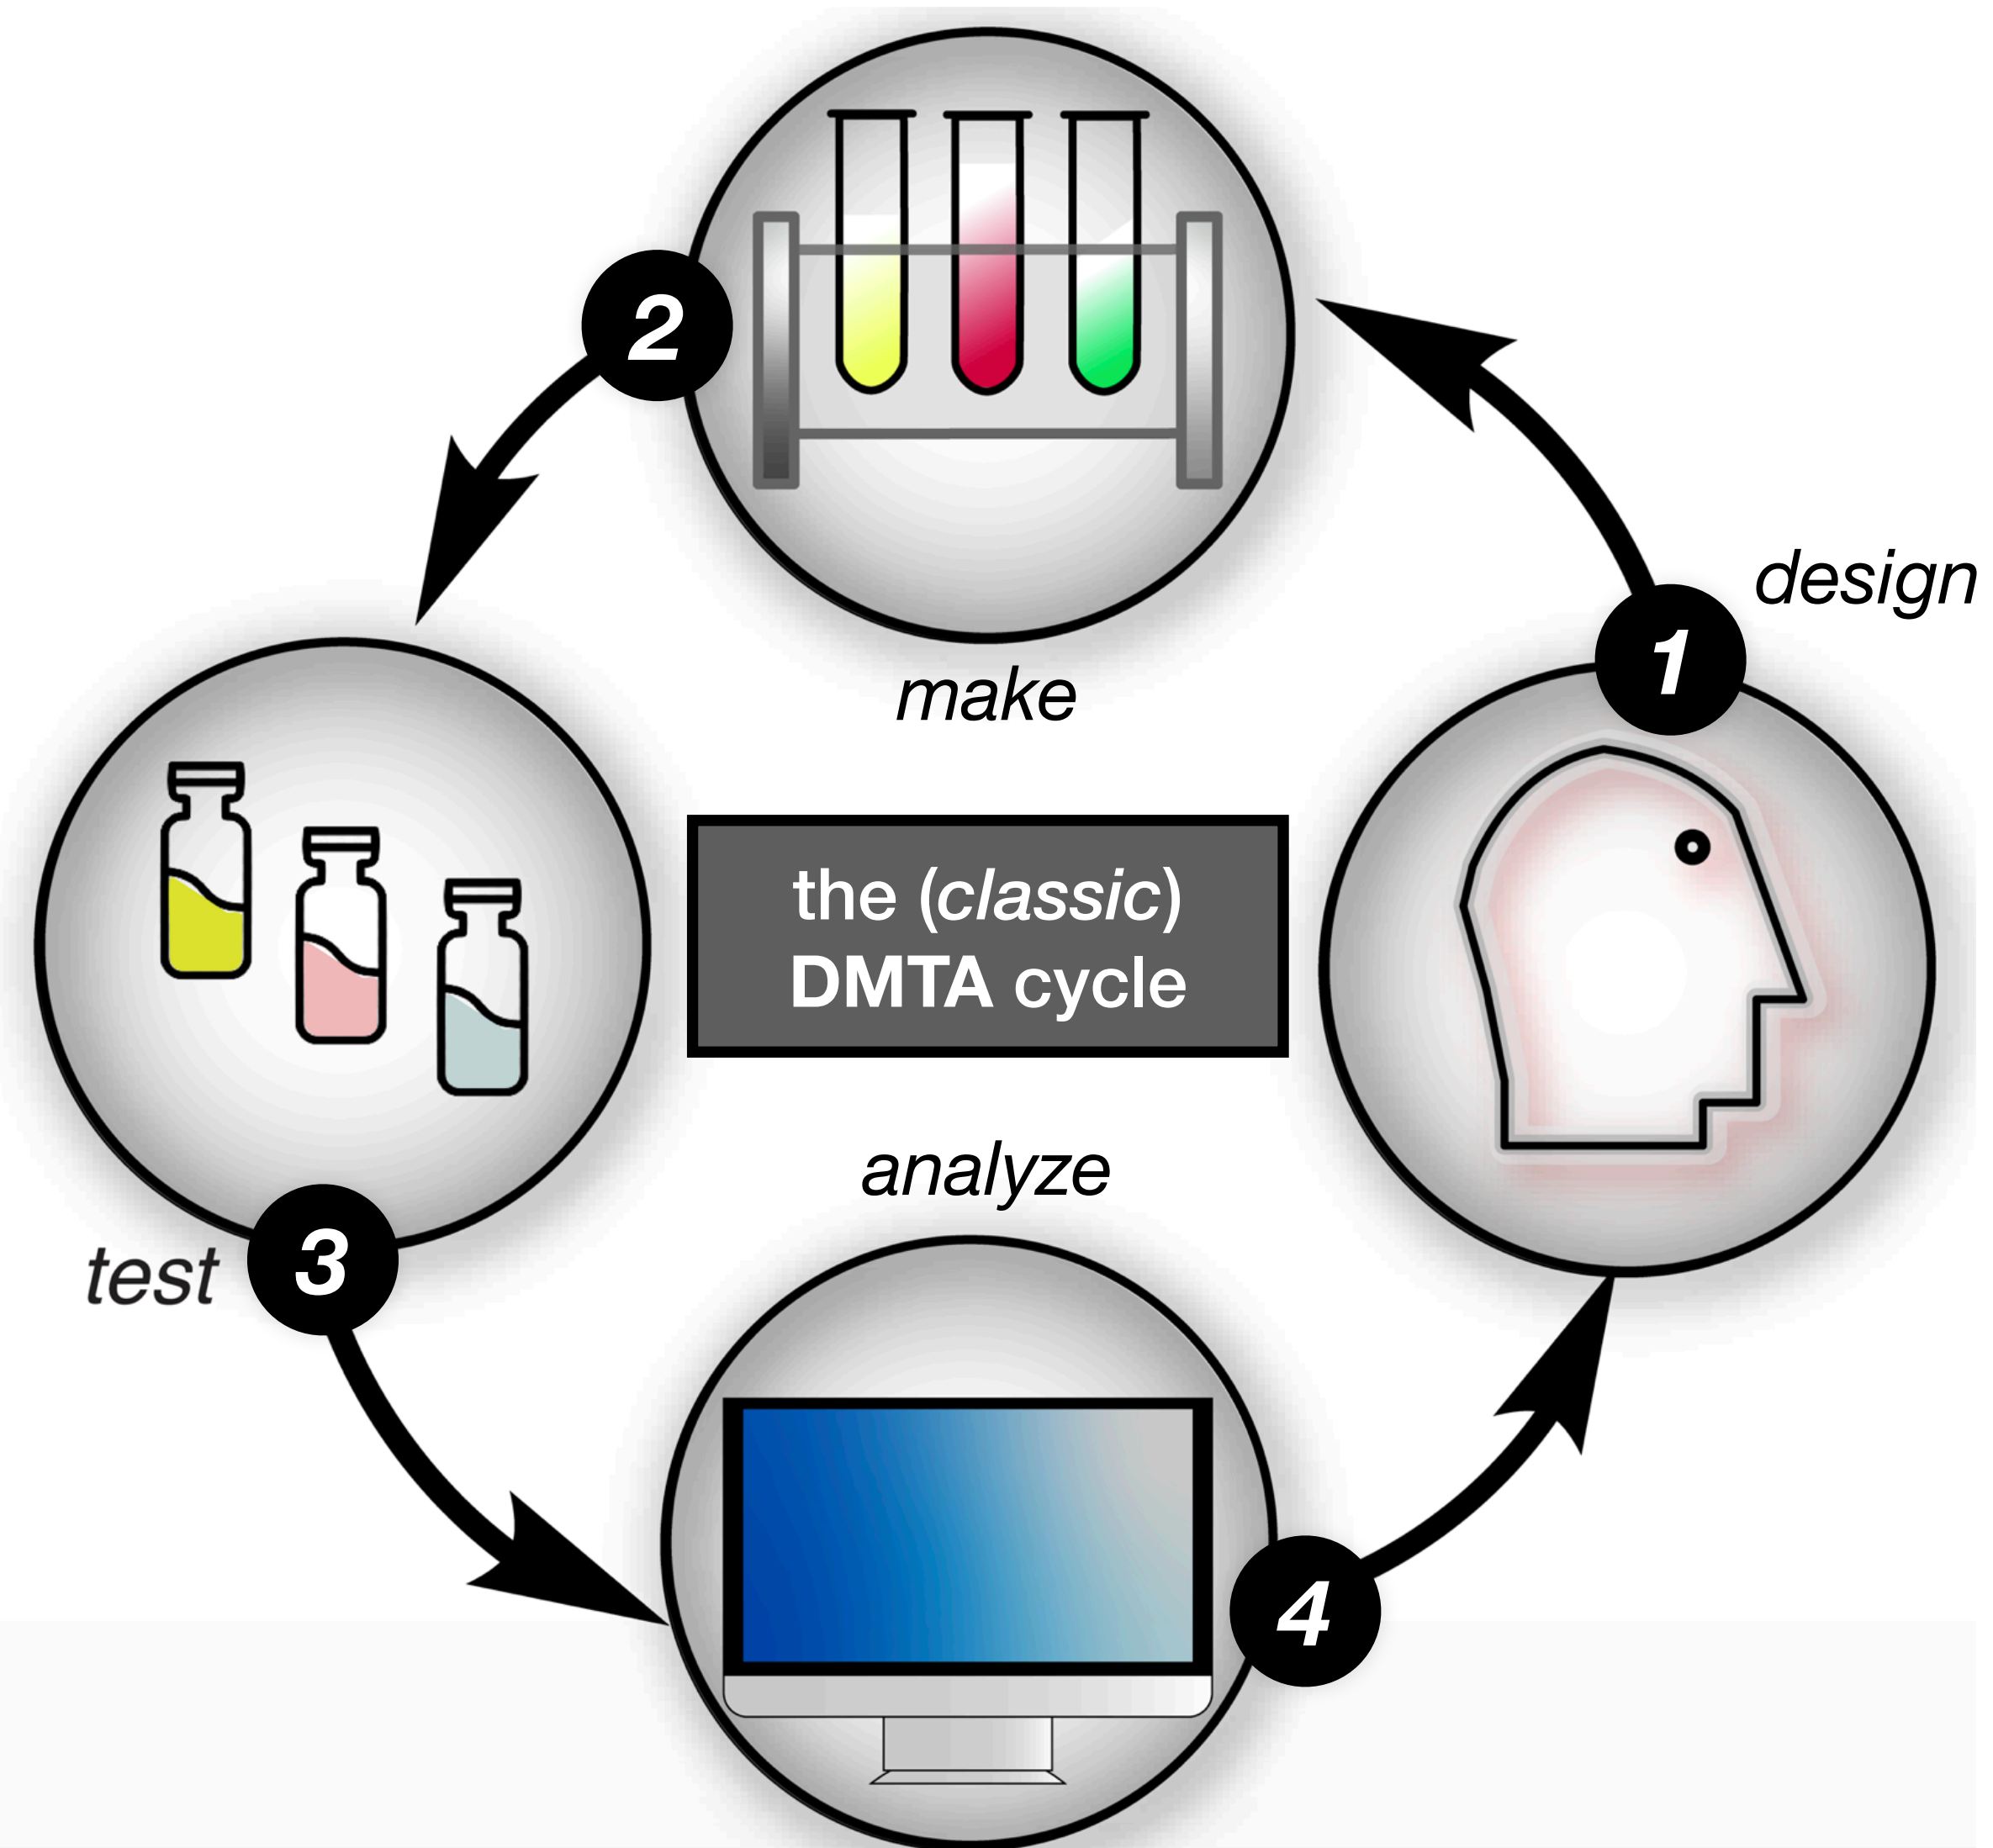 2
design
1
make
the (classic)
DMTA cycle
analyze
test
3
4